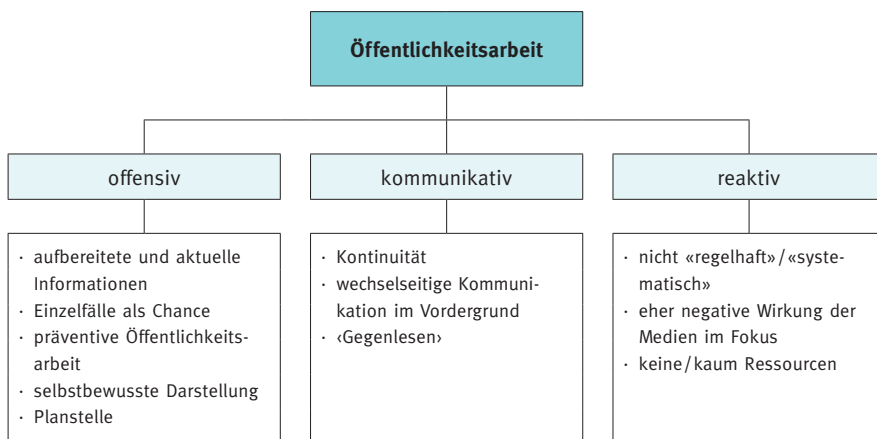 Öffentlichkeitsarbeit
offensiv
· aufbereitete und aktuelle
Informationen
· Einzelfälle als Chance
· präventive Öffentlichkeits-
arbeit
· selbstbewusste Darstellung
· Planstelle
kommunikativ
· Kontinuität
· wechselseitige Kommuni-
kation im Vordergrund
· ‹Gegenlesen›
reaktiv
· nicht «regelhaft»/«syste-
matisch»
· eher negative Wirkung der
Medien im Fokus
· keine/kaum Ressourcen